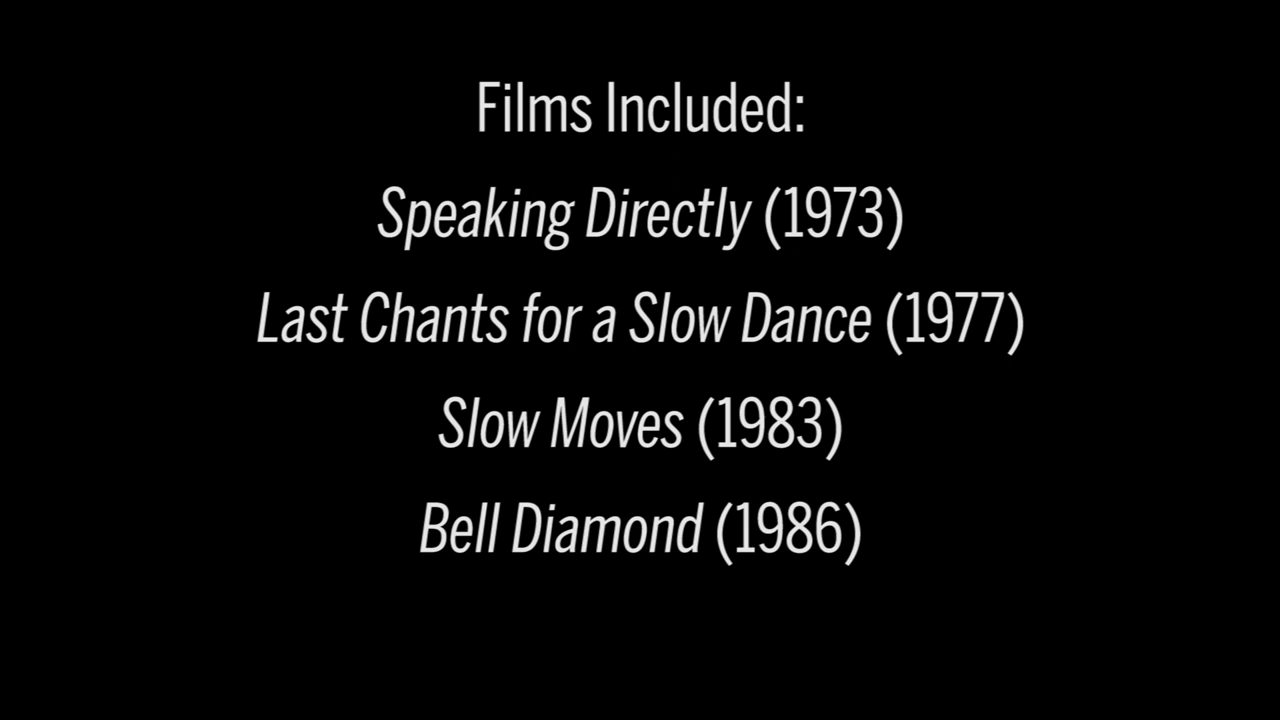 Films Included:
Speaking Directly (1973)
Last Chants for a Slow Dance (1977)
Slow Moves (1983)
Bell Diamond (1986)